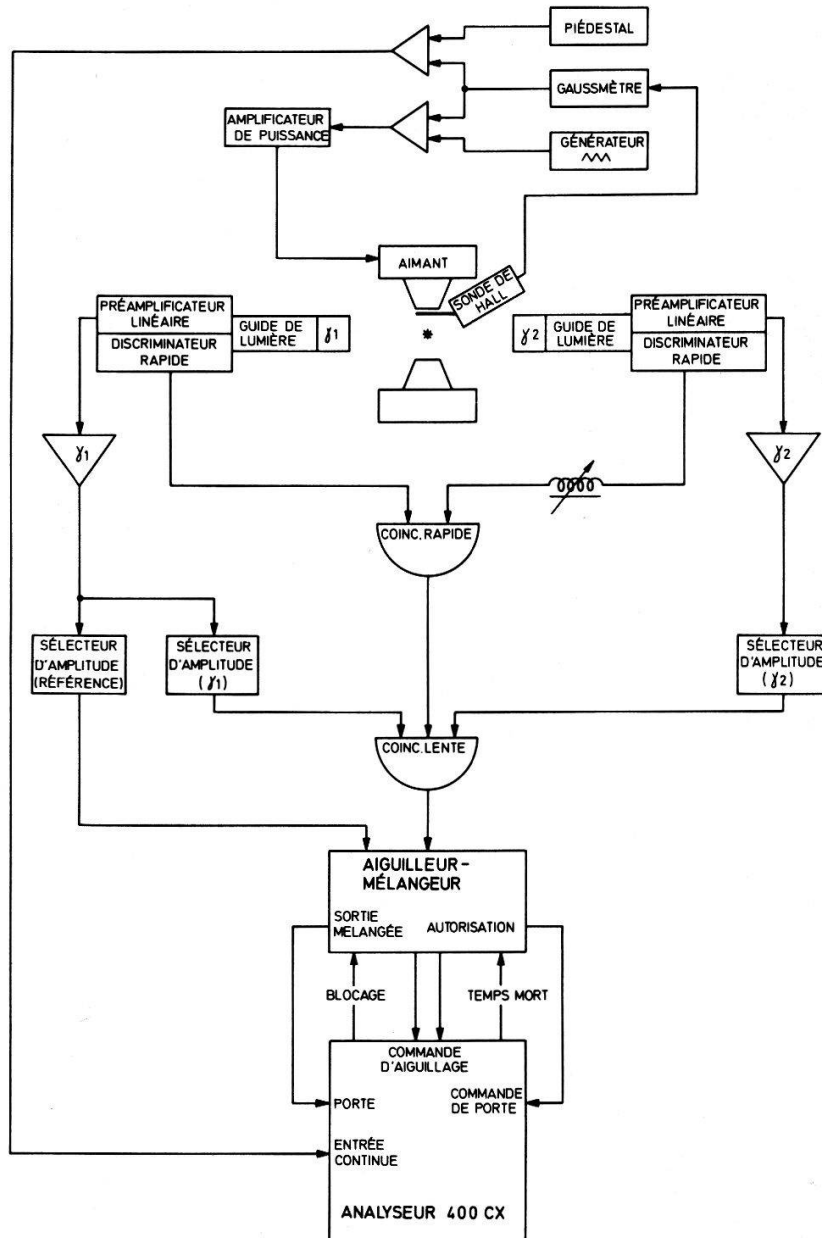 PIÉDESTAL
GAUSSMÈTRE
AMPLIFICATEUR
DE PUISSANCE
GÉNÉRATEUR
AIMANT
SONDE DE
HALL
PRÉAMPLIFICATEUR
LINÉAIRE
DISCRIMINATEUR
RAPIDE
GUIDE DE
LUMIÈRE
γ1
γ2
GUIDE DE
LUMIÈRE
PRÉAMPLIFICATEUR
LINÉAIRE
DISCRIMINATEUR
RAPIDE
γ1
γ2
COINC. RAPIDE
SÉLECTEUR
D'AMPLITUDE
(RÉFÉRENCE)
SÉLECTEUR
D'AMPLITUDE
(γ1)
SÉLECTEUR
D'AMPLITUDE
(γ2)
COINC. LENTE
AIGUILLEUR-
MÉLANGEUR
SORTIE
MELANGÉE
AUTORISATION
BLOCAGE
TEMPS MORT
COMMANDE
D'AIGUILLAGE
PORTE
COMMANDE
DE PORTE
ENTRÉE
CONTINUE
ANALYSEUR 400 CX